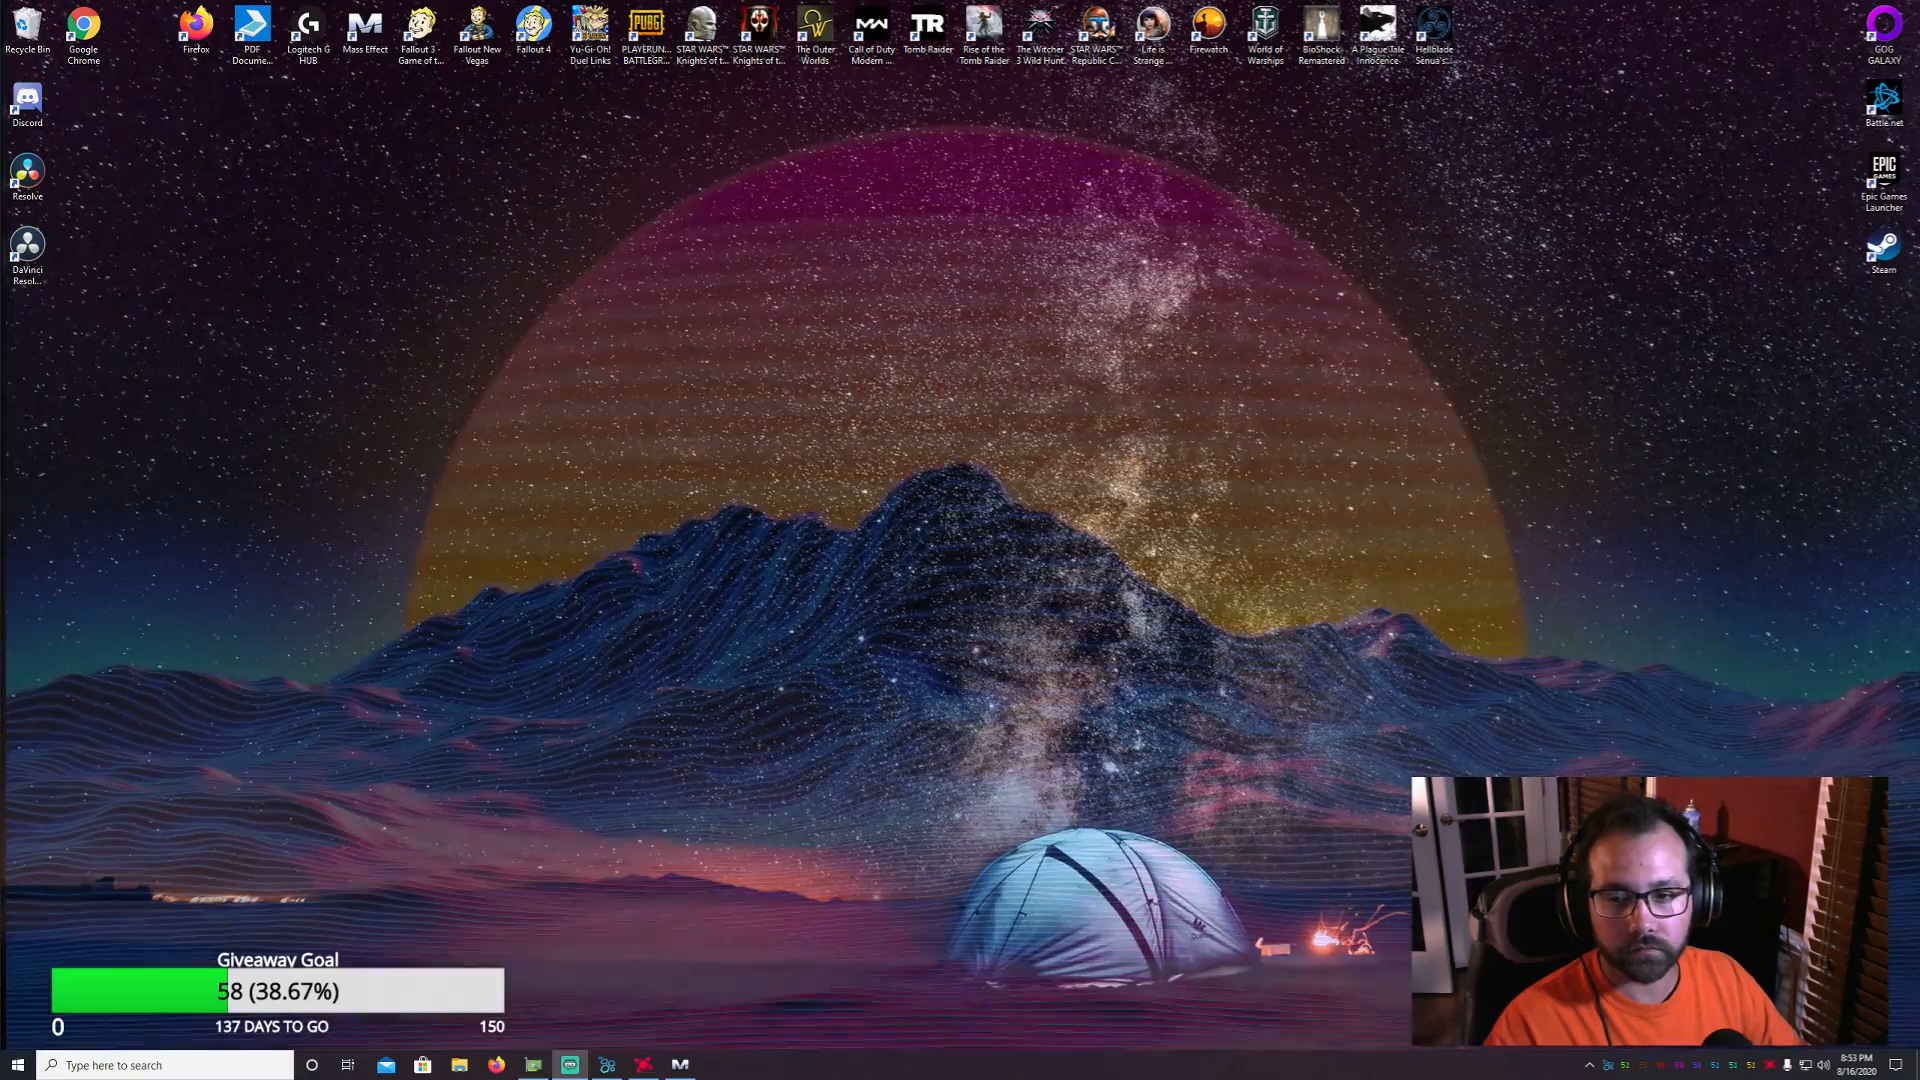 Recycle Bin
Google
Chrome
Firefox
PDF
Docume...
Logitech G
HUB
Mass Effect
Fallout 3 -
Game of t...
Fallout New
Vegas
Fallout 4
Yu-Gi-Oh!
Duel Links
PUBG
PLAYERUN...
BATTLEGR...
STAR WARS™
Knights of t...
STAR WARS™
Knights of t...
The Outer
Worlds
Call of Duty
Modern ...
TR
Tomb Raider
Rise of the
Tomb Raider
The Witcher
3 Wild Hunt...
STAR WARS™
Republic C...
Life is
Strange ...
Firewatch
World of
Warships
BioShock
Remastered
A Plague Tale
Innocence
Hellblade
Senua's...
GOG
GALAXY
Discord
Resolve
DaVinci
Resol...
Battle.net
EPIC
GAMES
Epic Games
Launcher
Steam
Giveaway Goal
58 (38.67%)
0
137 DAYS TO GO
150
Type here to search
8:53 PM
8/16/2020